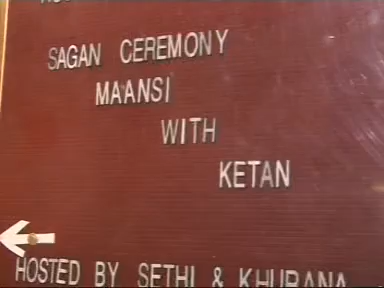 SAGAN CEREMONY
MAANSI
WITH
KETAN
HOSTED BY SETHI & KHURANA